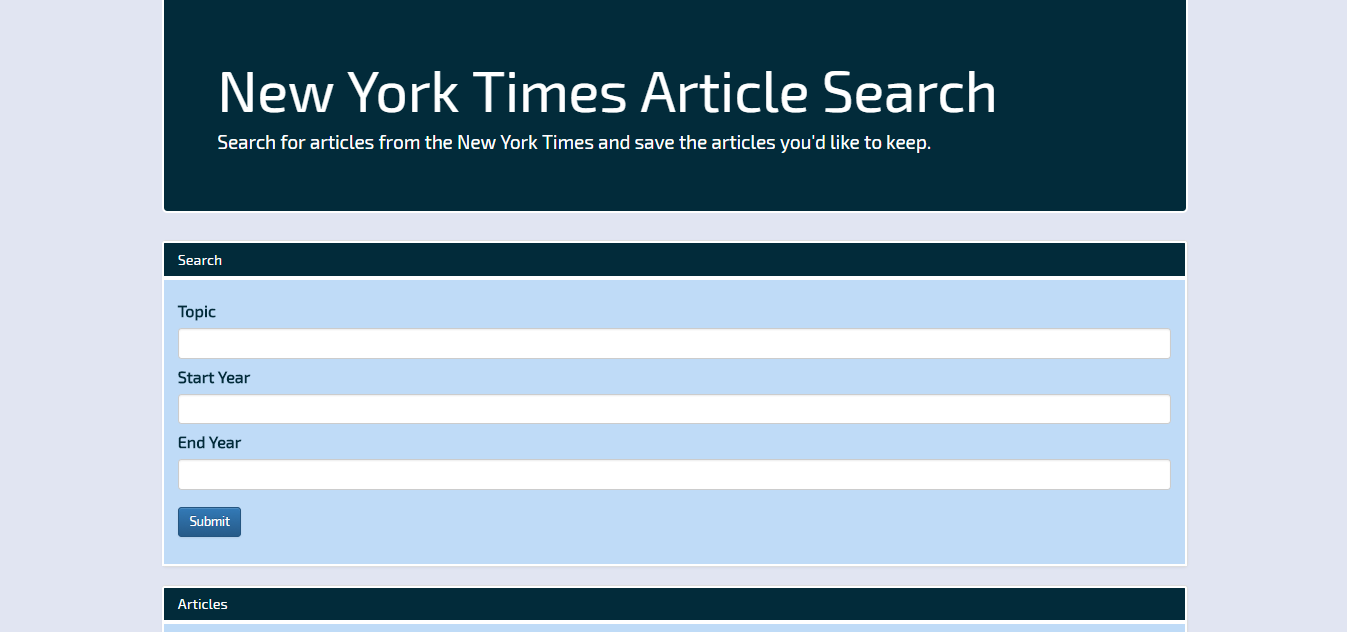 New York Times Article Search
Search for articles from the New York Times and save the articles you'd like to keep.
Search
Topic
Start Year
End Year
Submit
Articles